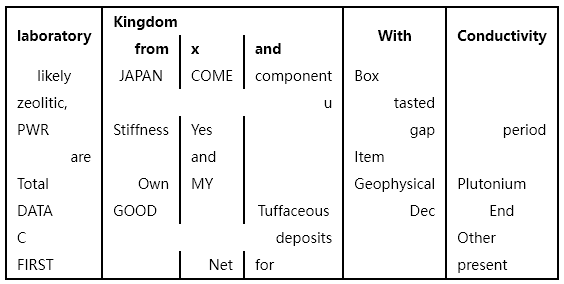 laboratory Kingdom With Conductivity
from x and
likely JAPAN COME component Box
zeolitic, u tasted
PWR Stiffness Yes gap period
are and Item
Total Own MY Geophysical Plutonium
DATA GOOD Tuffaceous Dec End
C deposits Other
FIRST Net for present